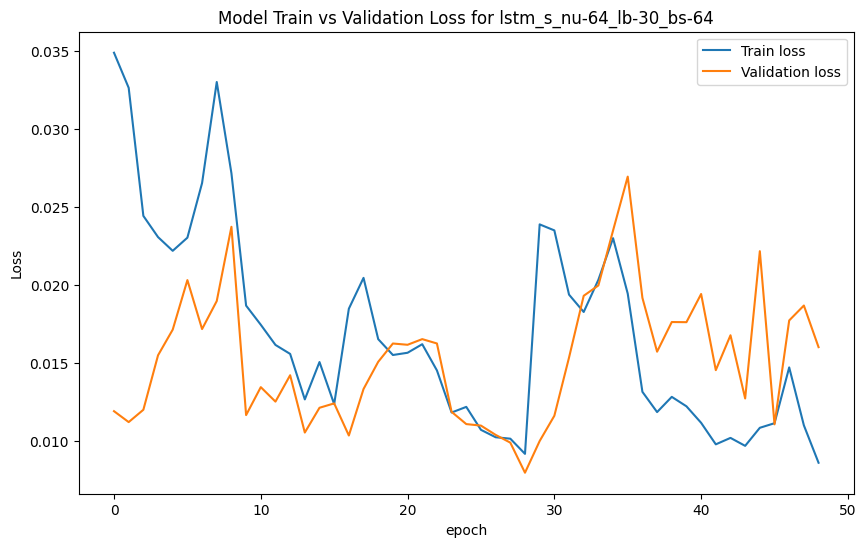 Model Train vs Validation Loss for lstm_s_nu-64_lb-30_bs-64
Train loss
Validation loss
0.035
0.030
0.025
0.020
0.015
0.010
Loss
0 10 20 30 40 50
epoch